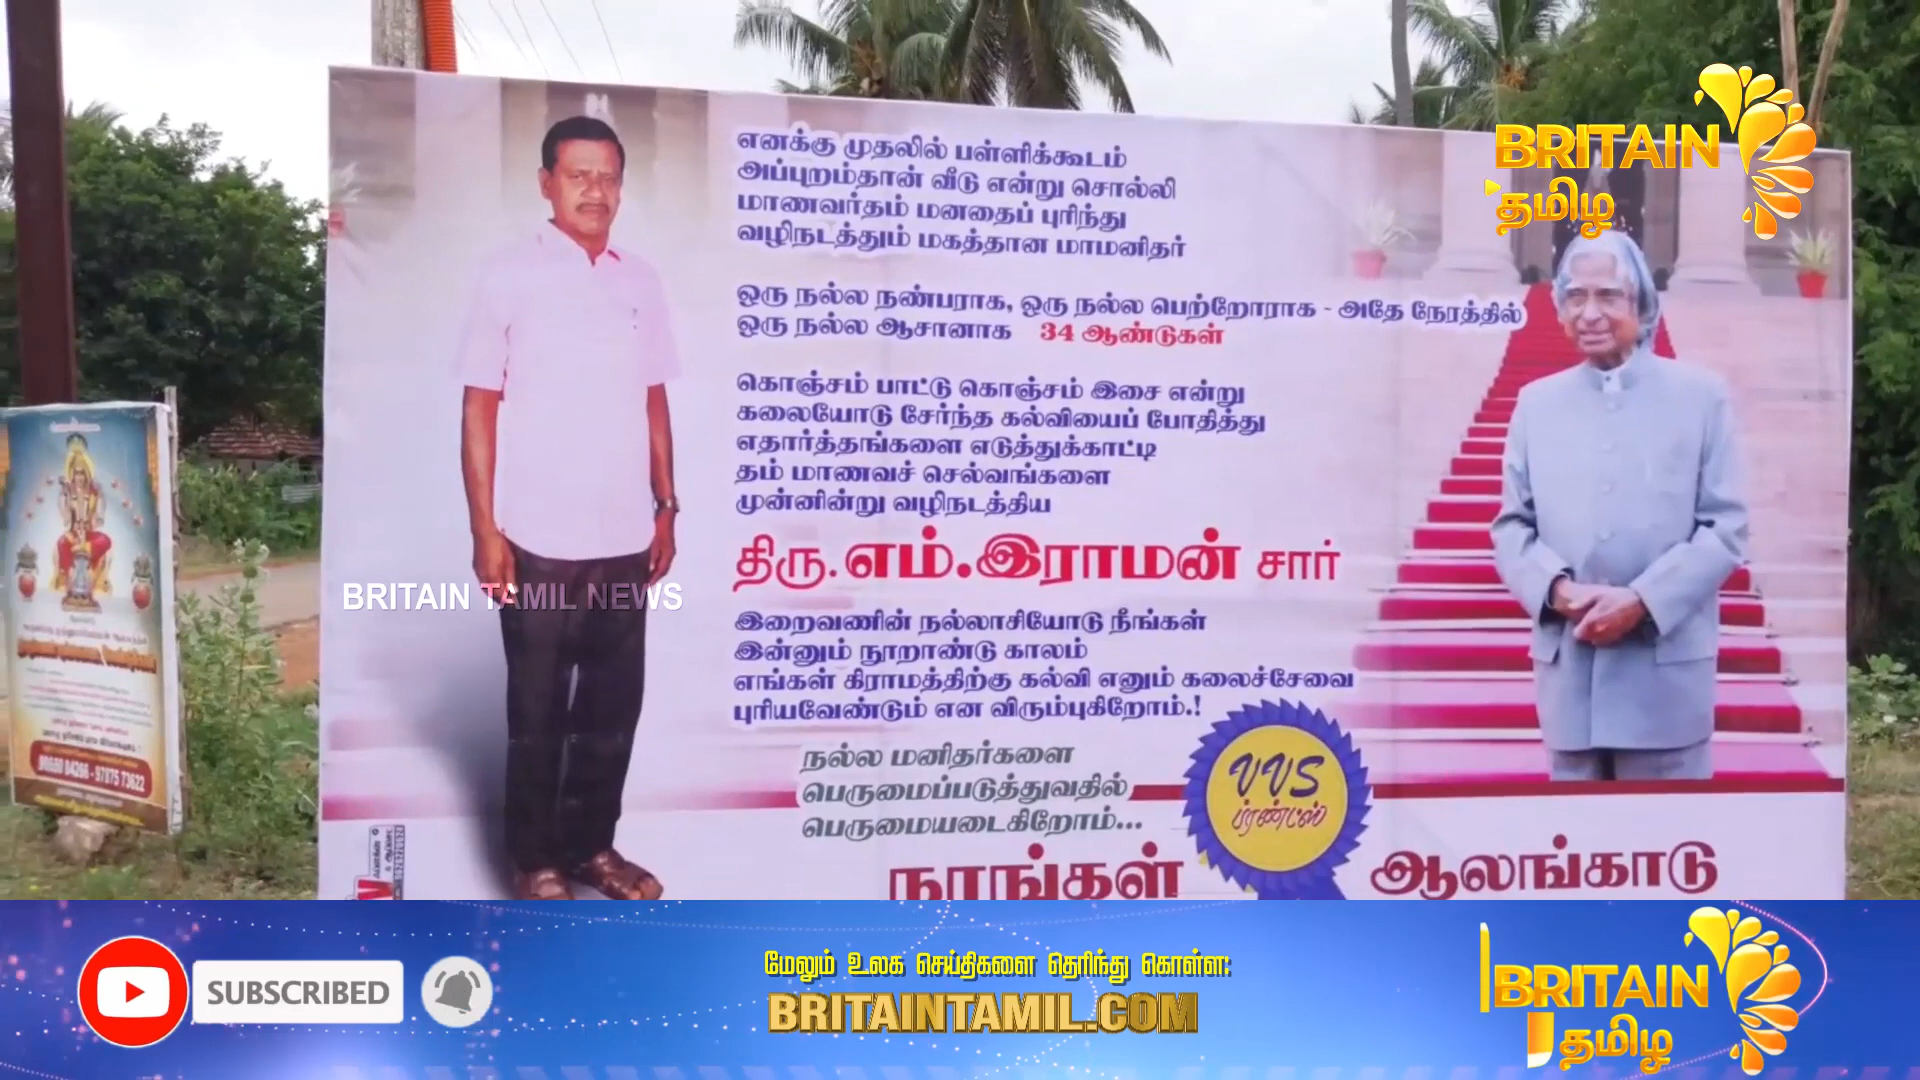 எனக்கு முதலில் பள்ளிக்கூடம்
அப்புறம்தான் வீடு என்று சொல்லி
மாணவர்தம் மனதைப் புரிந்து
வழிநடத்தும் மகத்தான மாமனிதர்
ஒரு நல்ல நண்பராக, ஒரு நல்ல பெற்றோராக - அதே நேரத்தில்
ஒரு நல்ல ஆசானாக 34 ஆண்டுகள்
கொஞ்சம் பாட்டு கொஞ்சம் இசை என்று
கலையோடு சேர்ந்த கல்வியைப் போதித்து
எதார்த்தங்களை எடுத்துக்காட்டி
தம் மாணவச் செல்வங்களை
முன்னின்று வழிநடத்திய
திரு. எம்.இராமன் சார்
இறைவணின் நல்லாசியோடு நீங்கள்
இன்னும் நூறாண்டு காலம்
எங்கள் கிராமத்திற்கு கல்வி எனும் கலைச்சேவை
புரியவேண்டும் என விரும்புகிறோம்.!
நல்ல மனிதர்களை
பெருமைப்படுத்துவதில்
பெருமையடைகிறோம்...
VVS
ப்ரண்ட்ஸ்
ஆலங்காடு
BRITAIN TAMIL NEWS
BRITAIN
தமிழ்
SUBSCRIBED
மேலும் உலக செய்திகளை தெரிந்து கொள்ள:
BRITAINTAMIL.COM
BRITAIN
தமிழ்